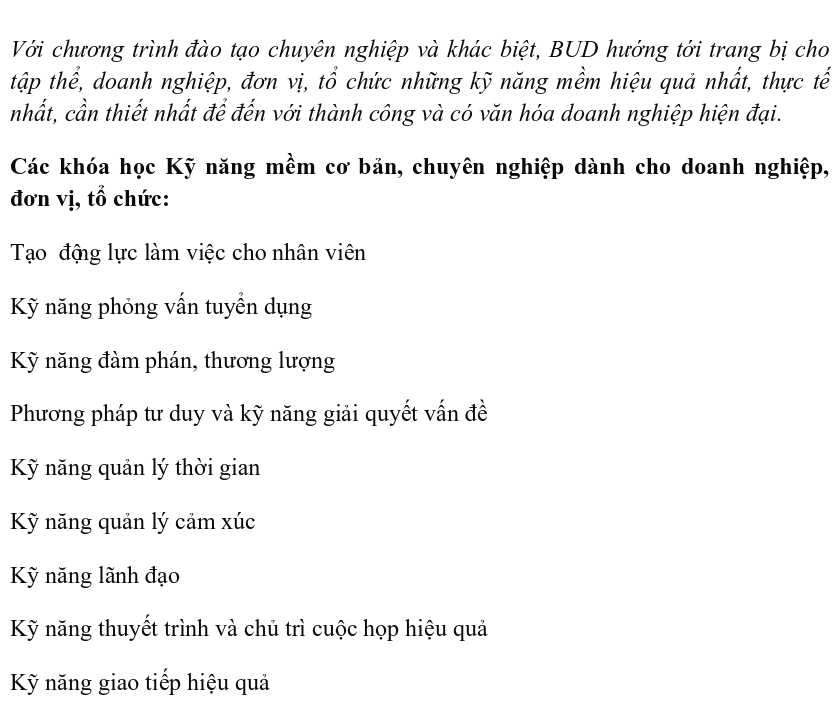 Với chương trình đào tạo chuyên nghiệp và khác biệt, BUD hướng tới trang bị cho
tập thể, doanh nghiệp, đơn vị, tổ chức những kỹ năng mềm hiệu quả nhất, thực tế
nhất, cần thiết nhất để đến với thành công và có văn hóa doanh nghiệp hiện đại.
Các khóa học Kỹ năng mềm cơ bản, chuyên nghiệp dành cho doanh nghiệp,
đơn vị, tổ chức:
Tạo động lực làm việc cho nhân viên
Kỹ năng phỏng vấn tuyển dụng
Kỹ năng đàm phán, thương lượng
Phương pháp tư duy và kỹ năng giải quyết vấn đề
Kỹ năng quản lý thời gian
Kỹ năng quản lý cảm xúc
Kỹ năng lãnh đạo
Kỹ năng thuyết trình và chủ trì cuộc họp hiệu quả
Kỹ năng giao tiếp hiệu quả